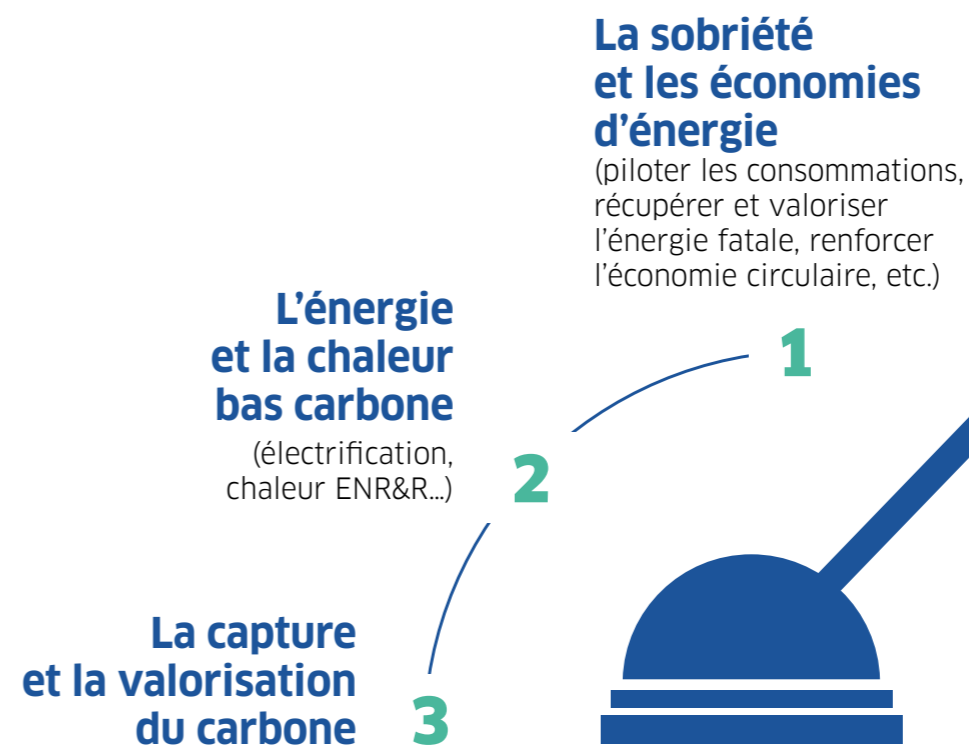 La sobriété
et les économies
d'énergie
(piloter les consommations,
récupérer et valoriser
l'énergie fatale, renforcer
l'économie circulaire, etc.)
1
L'énergie
et la chaleur
bas carbone
(électrification,
chaleur ENR&R...)
2
La capture
et la valorisation
du carbone
3